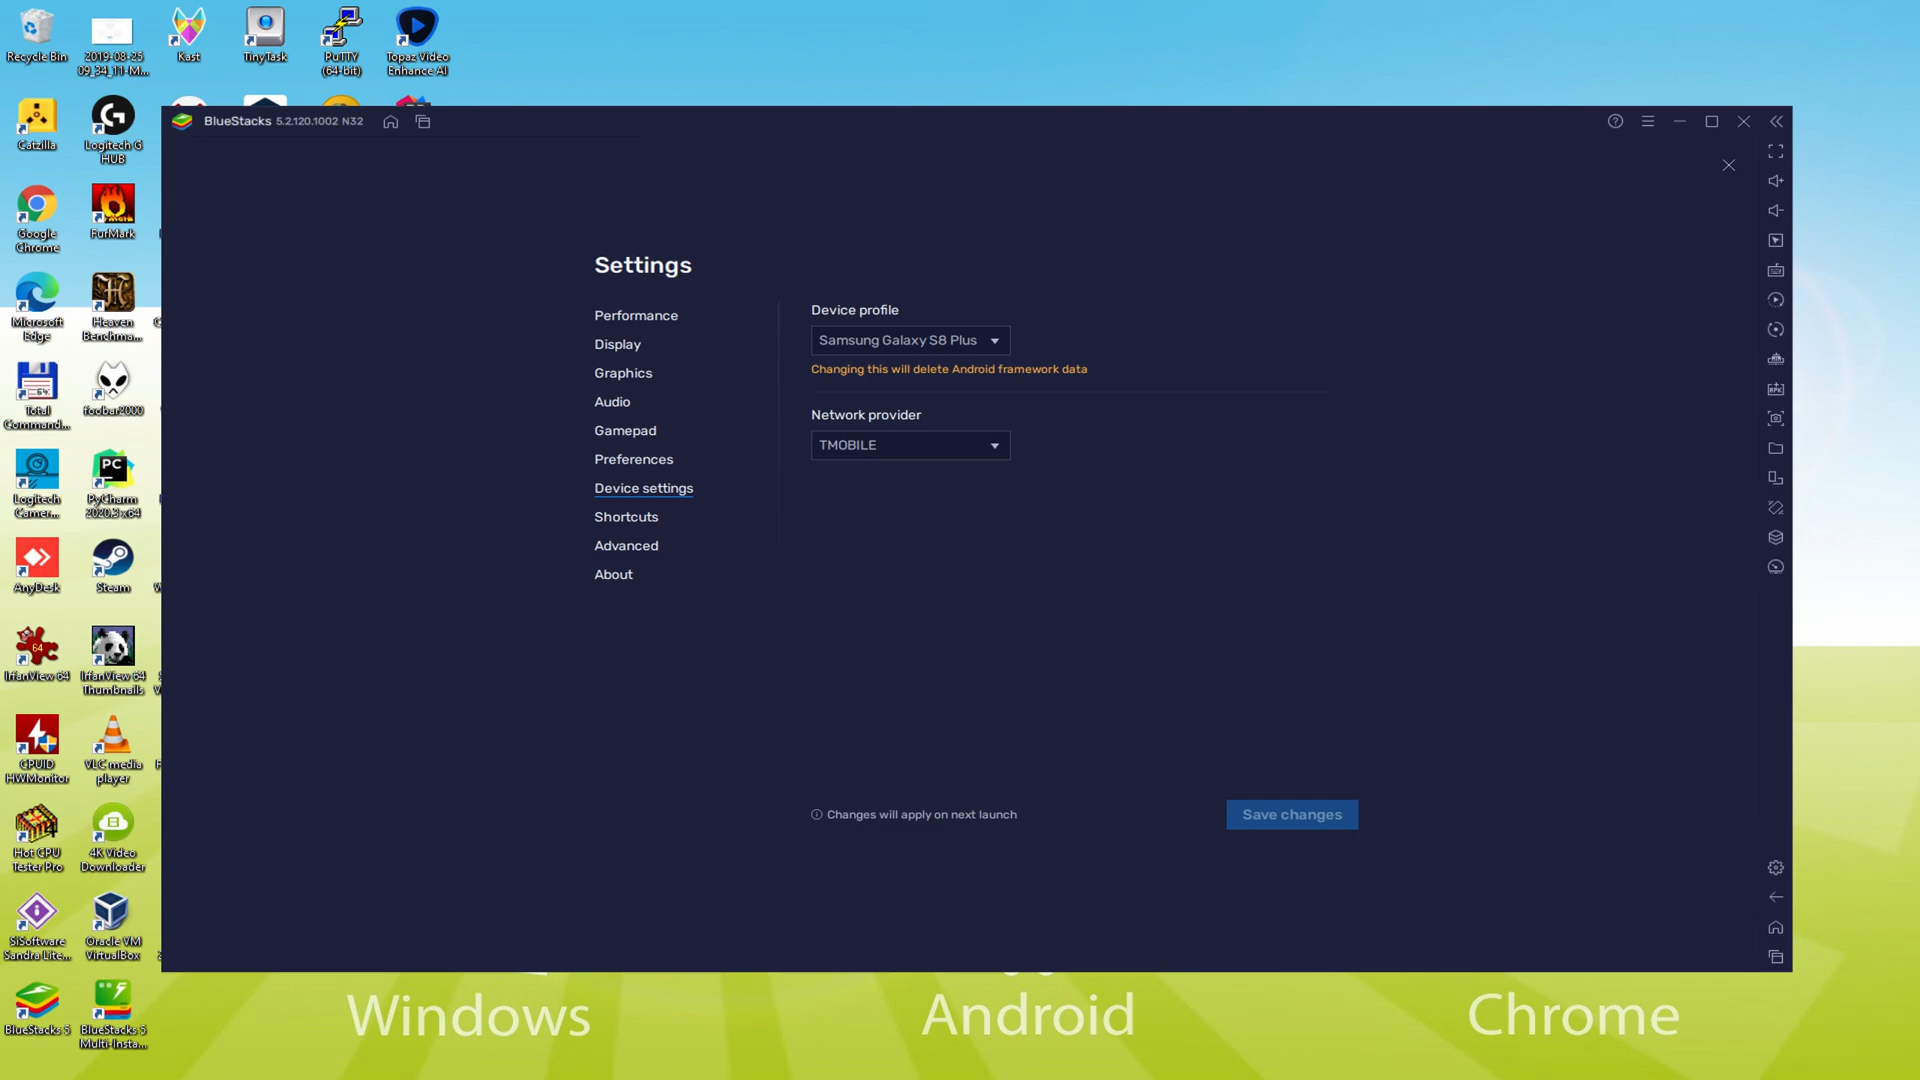 Recycle Bin
2019-08-25
09_34_11-M...
Kast
TinyTask
PuTTY
(64-bit)
Topaz Video
Enhance AI
Catzilla
Logitech G
HUB
Google
Chrome
FurMark
Microsoft
Edge
Heaven
Benchma...
Total
Comman​d...
foobar2000
Logitech
Camer...
PyCharm
2020.3 x64
AnyDesk
Steam
IrfanView 64
IrfanView 64
Thumbnails
CPUID
HWMonitor
VLC media
player
Hot CPU
Tester Pro
4K Video
Downloader
SiSoftware
Sandra Lite...
Oracle VM
VirtualBox
BlueStacks 5
BlueStacks 5
Multi-Insta...
BlueStacks 5.2.120.1002 N32
Settings
Performance
Display
Graphics
Audio
Gamepad
Preferences
Device settings
Shortcuts
Advanced
About
Device profile
Samsung Galaxy S8 Plus
Changing this will delete Android framework data
Network provider
TMOBILE
Changes will apply on next launch
Save changes
Windows
Android
Chrome